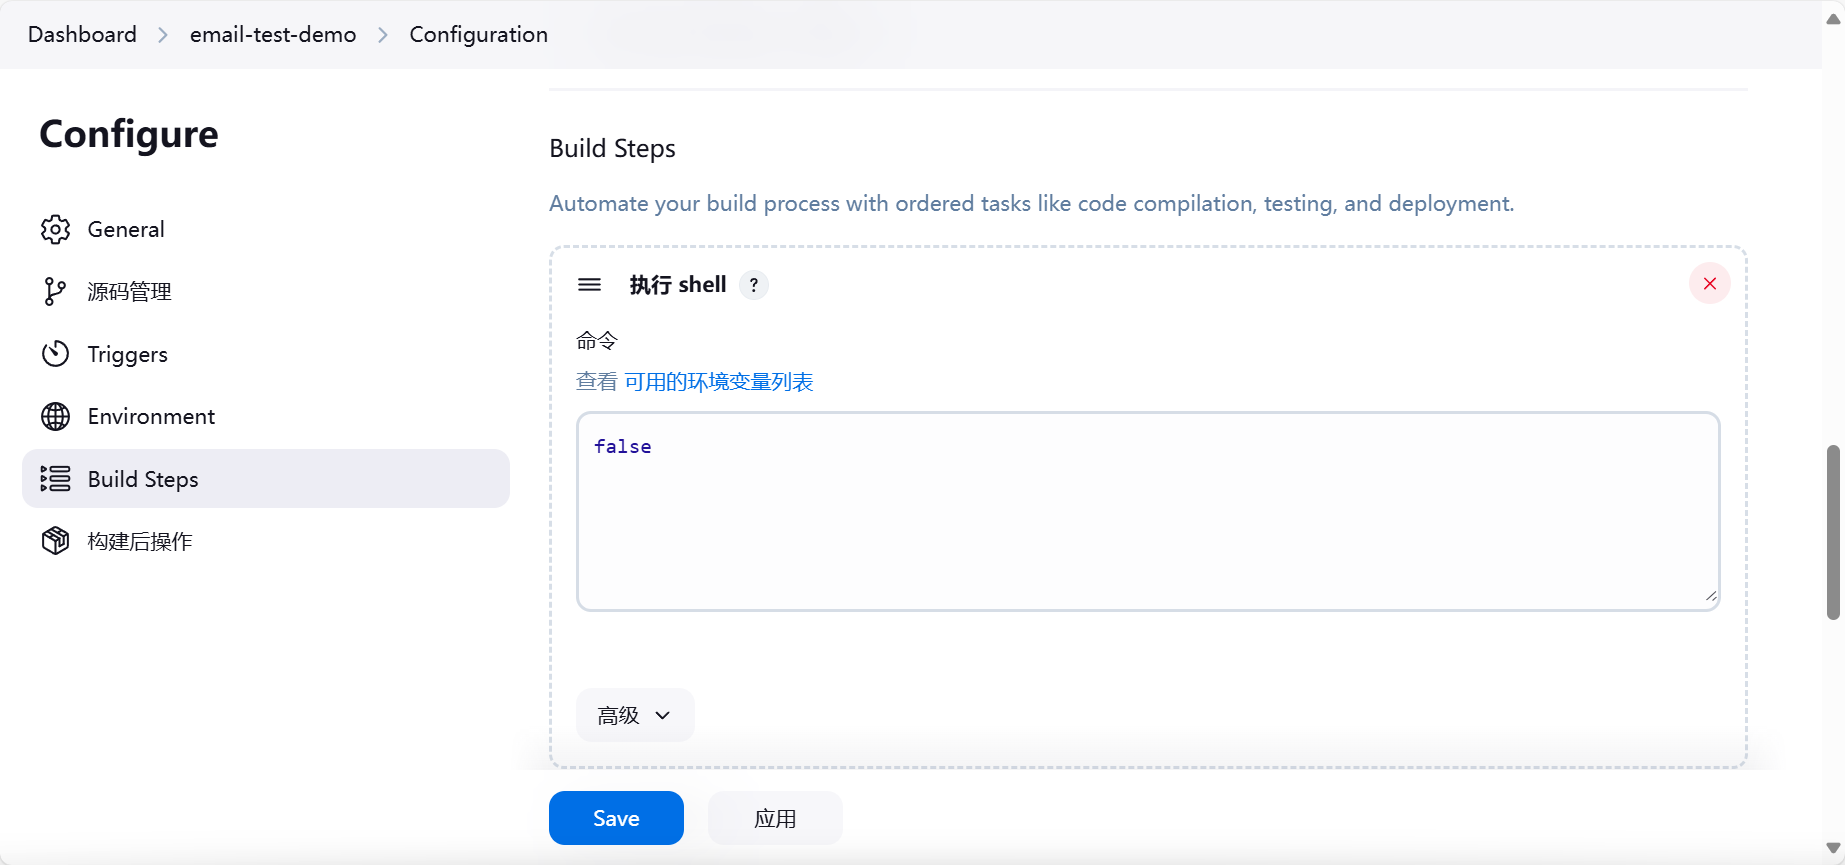 Dashboard > email-test-demo > Configuration
Configure
General
源码管理
Triggers
Environment
Build Steps
构建后操作
Build Steps
Automate your build process with ordered tasks like code compilation, testing, and deployment.
执行 shell ?
命令
查看 可用的环境变量列表
false
高级
Save
应用